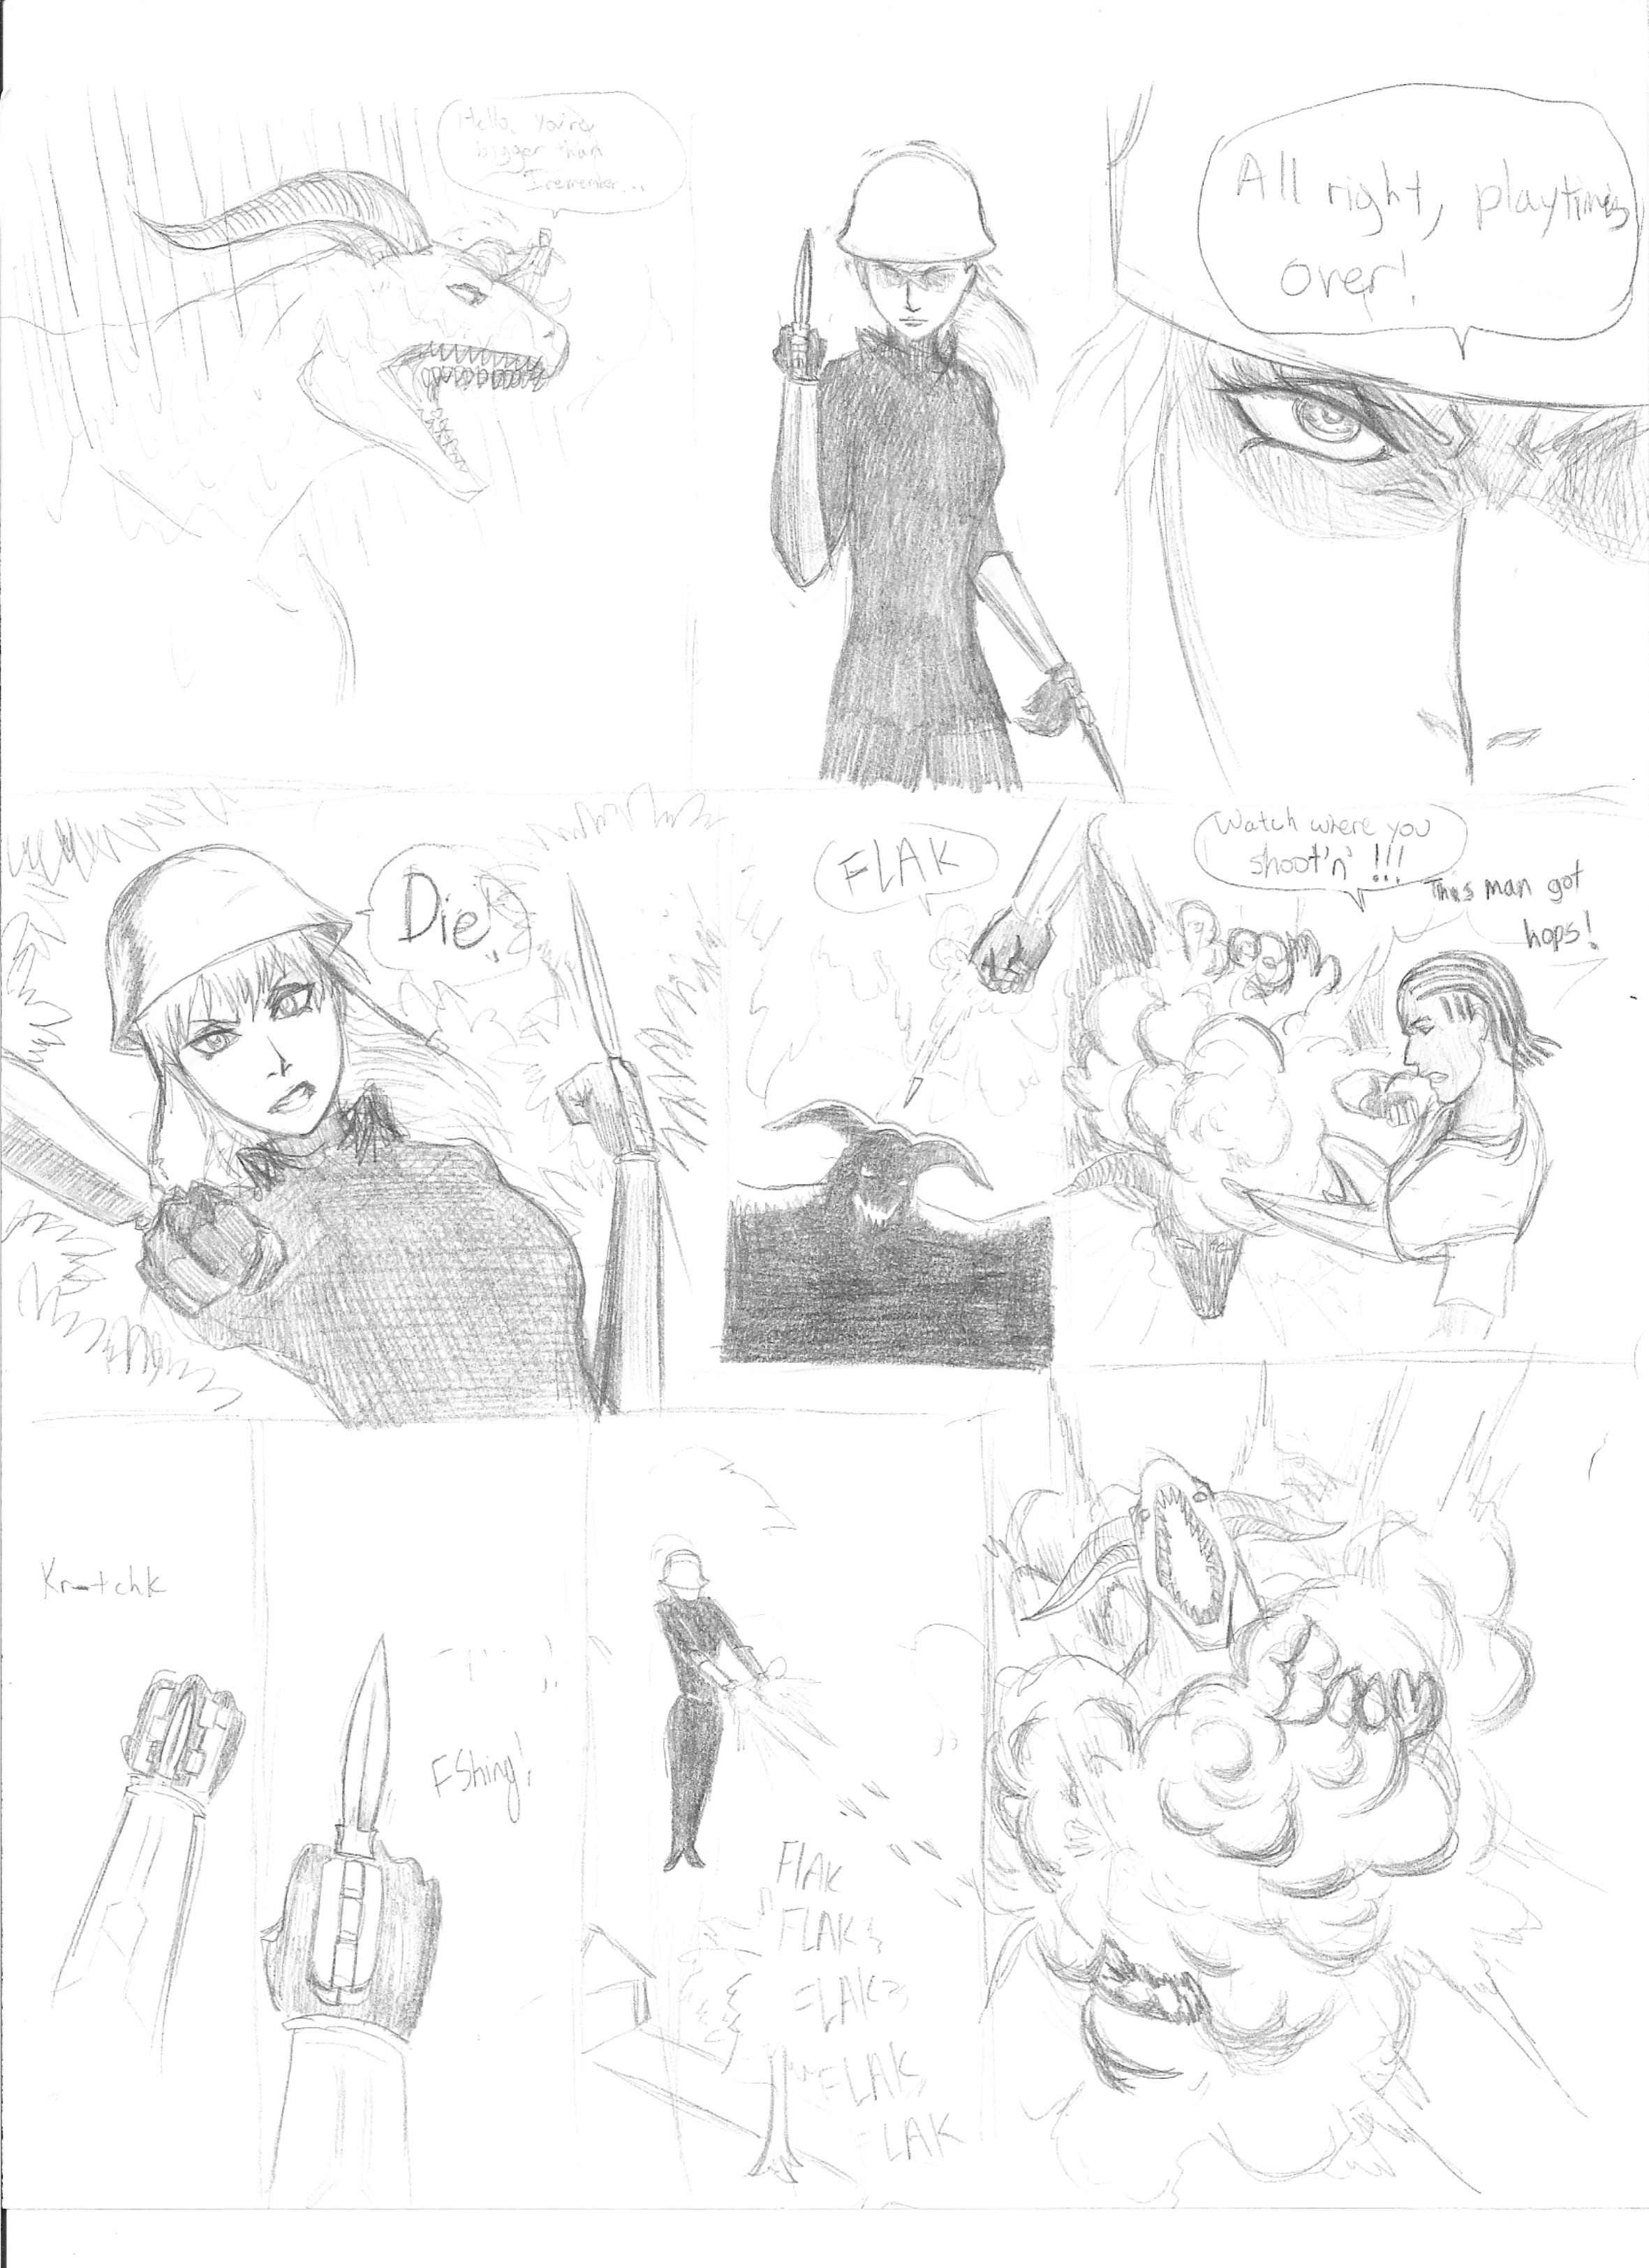 Hello, You're
bigger than
I remember...
All right, playtime's
over!
Die!
FLAK
Watch where you
shoot'n' !!!
Boom
This man got
hops!
Kr-tchk
FShing!
FlAK
FLAK
FLAK
FLAK
FLAK
Boom